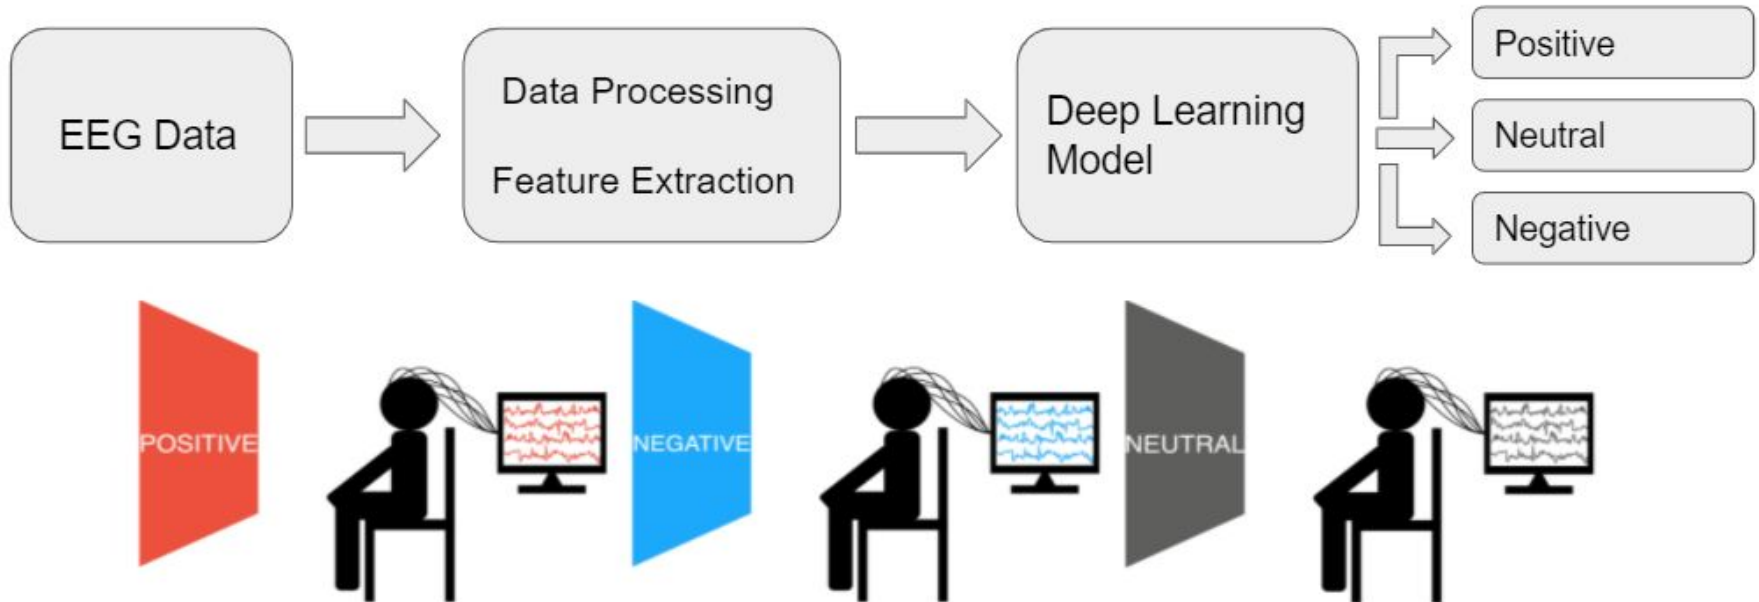 EEG Data
Data Processing
Feature Extraction
Deep Learning
Model
Positive
Neutral
Negative
POSITIVE
NEGATIVE
NEUTRAL